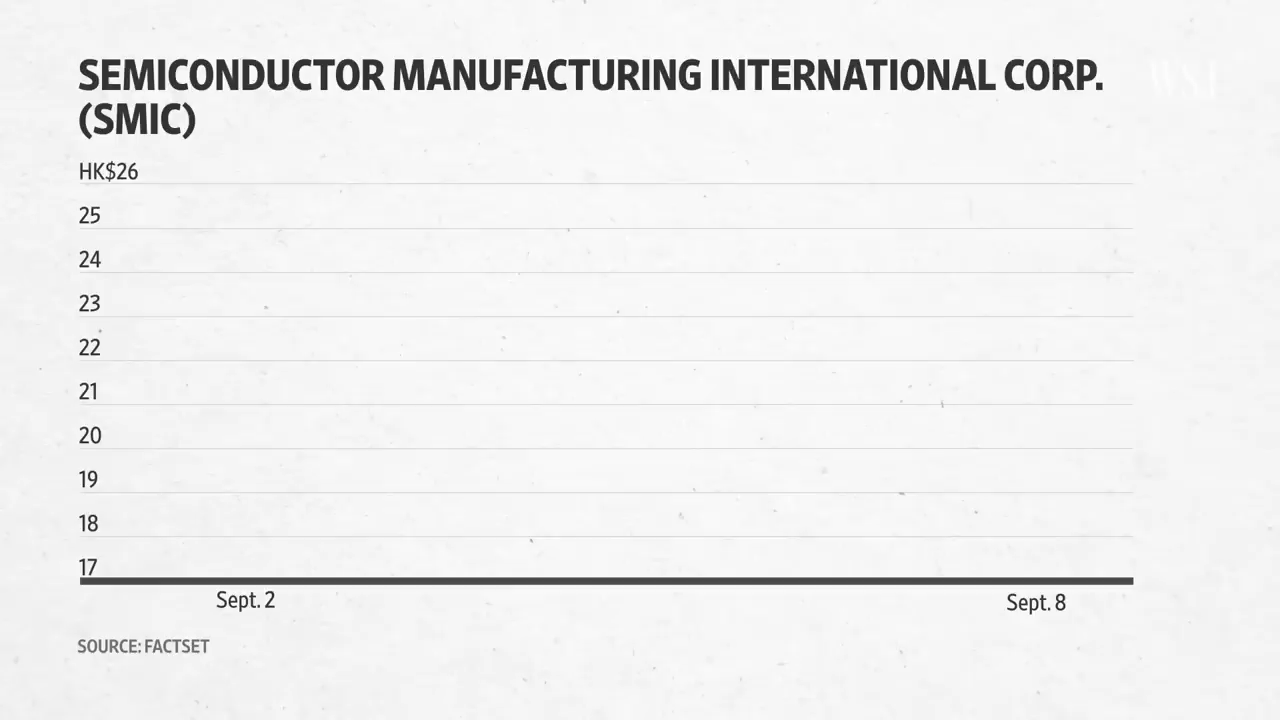 SEMICONDUCTOR MANUFACTURING INTERNATIONAL CORP.
(SMIC)
WSJ
HK$26
25
24
23
22
21
20
19
18
17
Sept. 2
Sept. 8
SOURCE: FACTSET